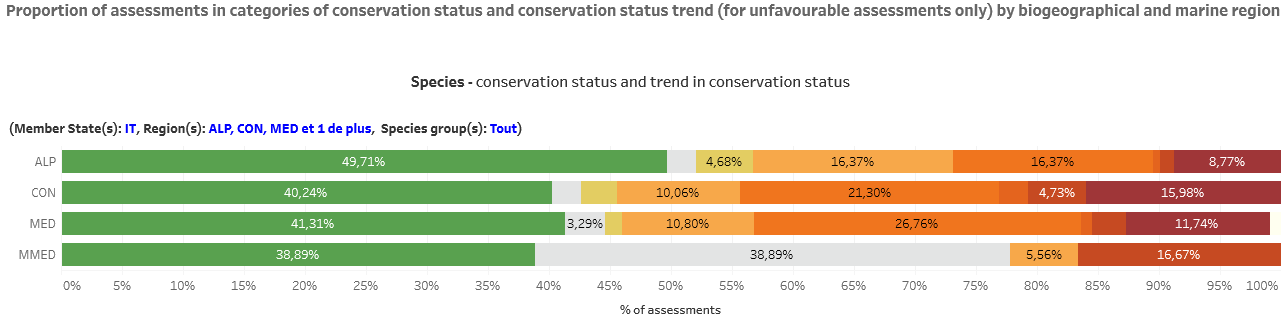 Proportion of assessments in categories of conservation status and conservation status trend (for unfavourable assessments only) by biogeographical and marine region
Species - conservation status and trend in conservation status
(Member State(s): IT, Region(s): ALP, CON, MED et 1 de plus, Species group(s): Tout)
ALP 49,71% 4,68% 16,37% 16,37% 8,77%
CON 40,24% 10,06% 21,30% 4,73% 15,98%
MED 41,31% 3,29% 10,80% 26,76% 11,74%
MMED 38,89% 38,89% 5,56% 16,67%
0% 5% 10% 15% 20% 25% 30% 35% 40% 45% 50% 55% 60% 65% 70% 75% 80% 85% 90% 95% 100%
% of assessments